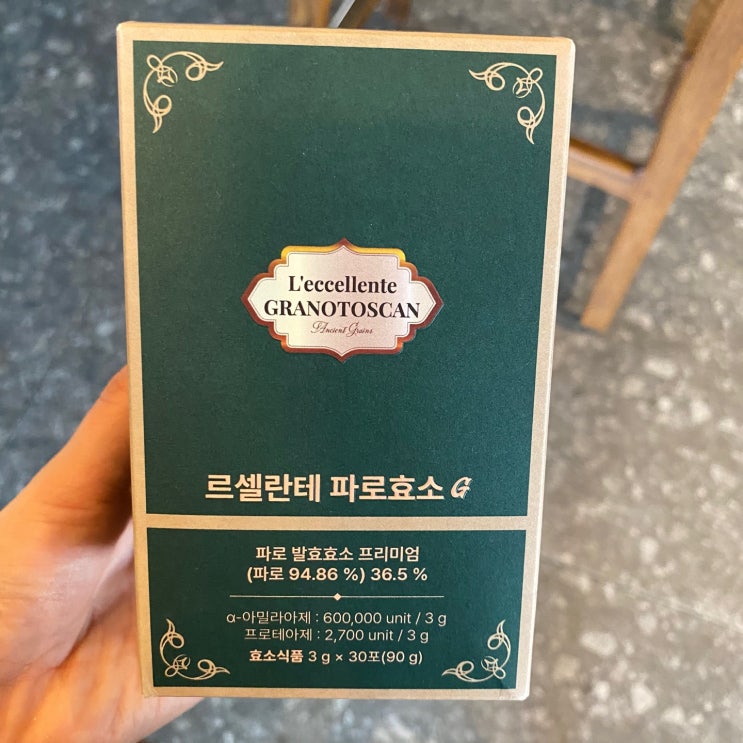 L'eccellente
GRANOTOSCAN
Ancient Grains
르셀란테 파로효소 G
파로 발효효소 프리미엄
(파로 94.86 %) 36.5 %
α-아밀라아제 : 600,000 unit / 3 g
프로테아제 : 2,700 unit / 3 g
효소식품 3 g × 30포(90 g)